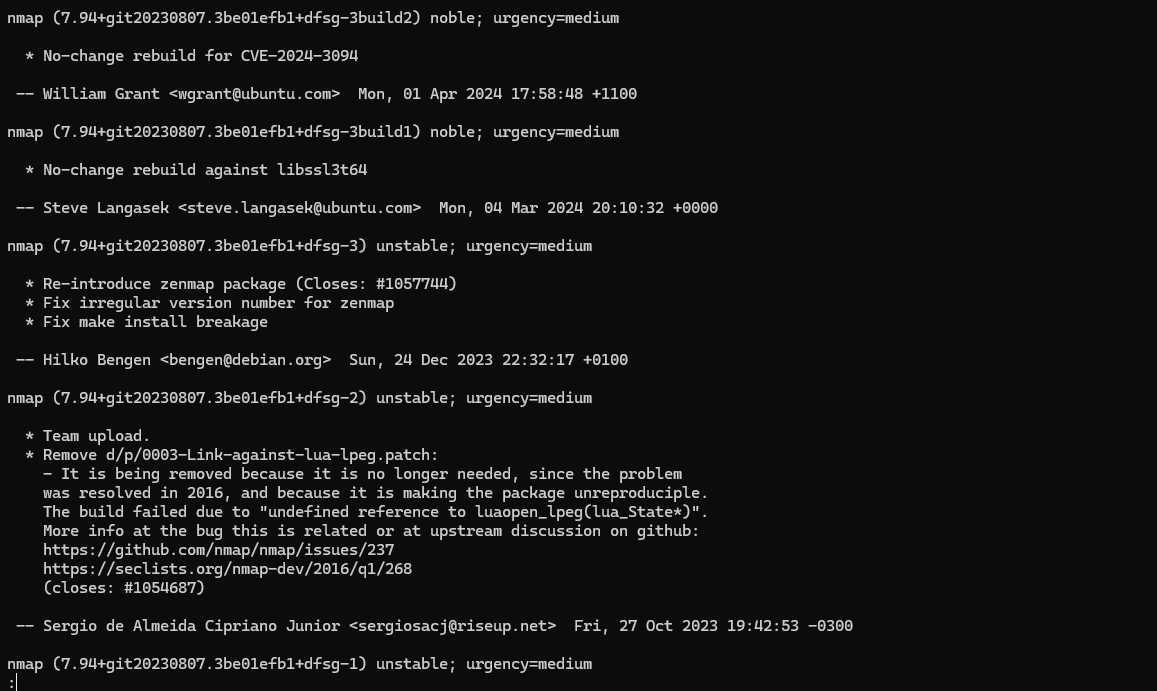 nmap (7.94+git20230807.3be01efb1+dfsg-3build2) noble; urgency=medium
* No-change rebuild for CVE-2024-3094
-- William Grant <wgrant@ubuntu.com>  Mon, 01 Apr 2024 17:58:48 +1100
nmap (7.94+git20230807.3be01efb1+dfsg-3build1) noble; urgency=medium
* No-change rebuild against libssl3t64
-- Steve Langasek <steve.langasek@ubuntu.com>  Mon, 04 Mar 2024 20:10:32 +0000
nmap (7.94+git20230807.3be01efb1+dfsg-3) unstable; urgency=medium
* Re-introduce zenmap package (Closes: #1057744)
* Fix irregular version number for zenmap
* Fix make install breakage
-- Hilko Bengen <bengen@debian.org>  Sun, 24 Dec 2023 22:32:17 +0100
nmap (7.94+git20230807.3be01efb1+dfsg-2) unstable; urgency=medium
* Team upload.
* Remove d/p/0003-Link-against-lua-lpeg.patch:
- It is being removed because it is no longer needed, since the problem
was resolved in 2016, and because it is making the package unreproduciple.
The build failed due to "undefined reference to luaopen_lpeg(lua_State*)".
More info at the bug this is related or at upstream discussion on github:
https://github.com/nmap/nmap/issues/237
https://seclists.org/nmap-dev/2016/q1/268
(closes: #1054687)
-- Sergio de Almeida Cipriano Junior <sergiosacj@riseup.net>  Fri, 27 Oct 2023 19:42:53 -0300
nmap (7.94+git20230807.3be01efb1+dfsg-1) unstable; urgency=medium
: